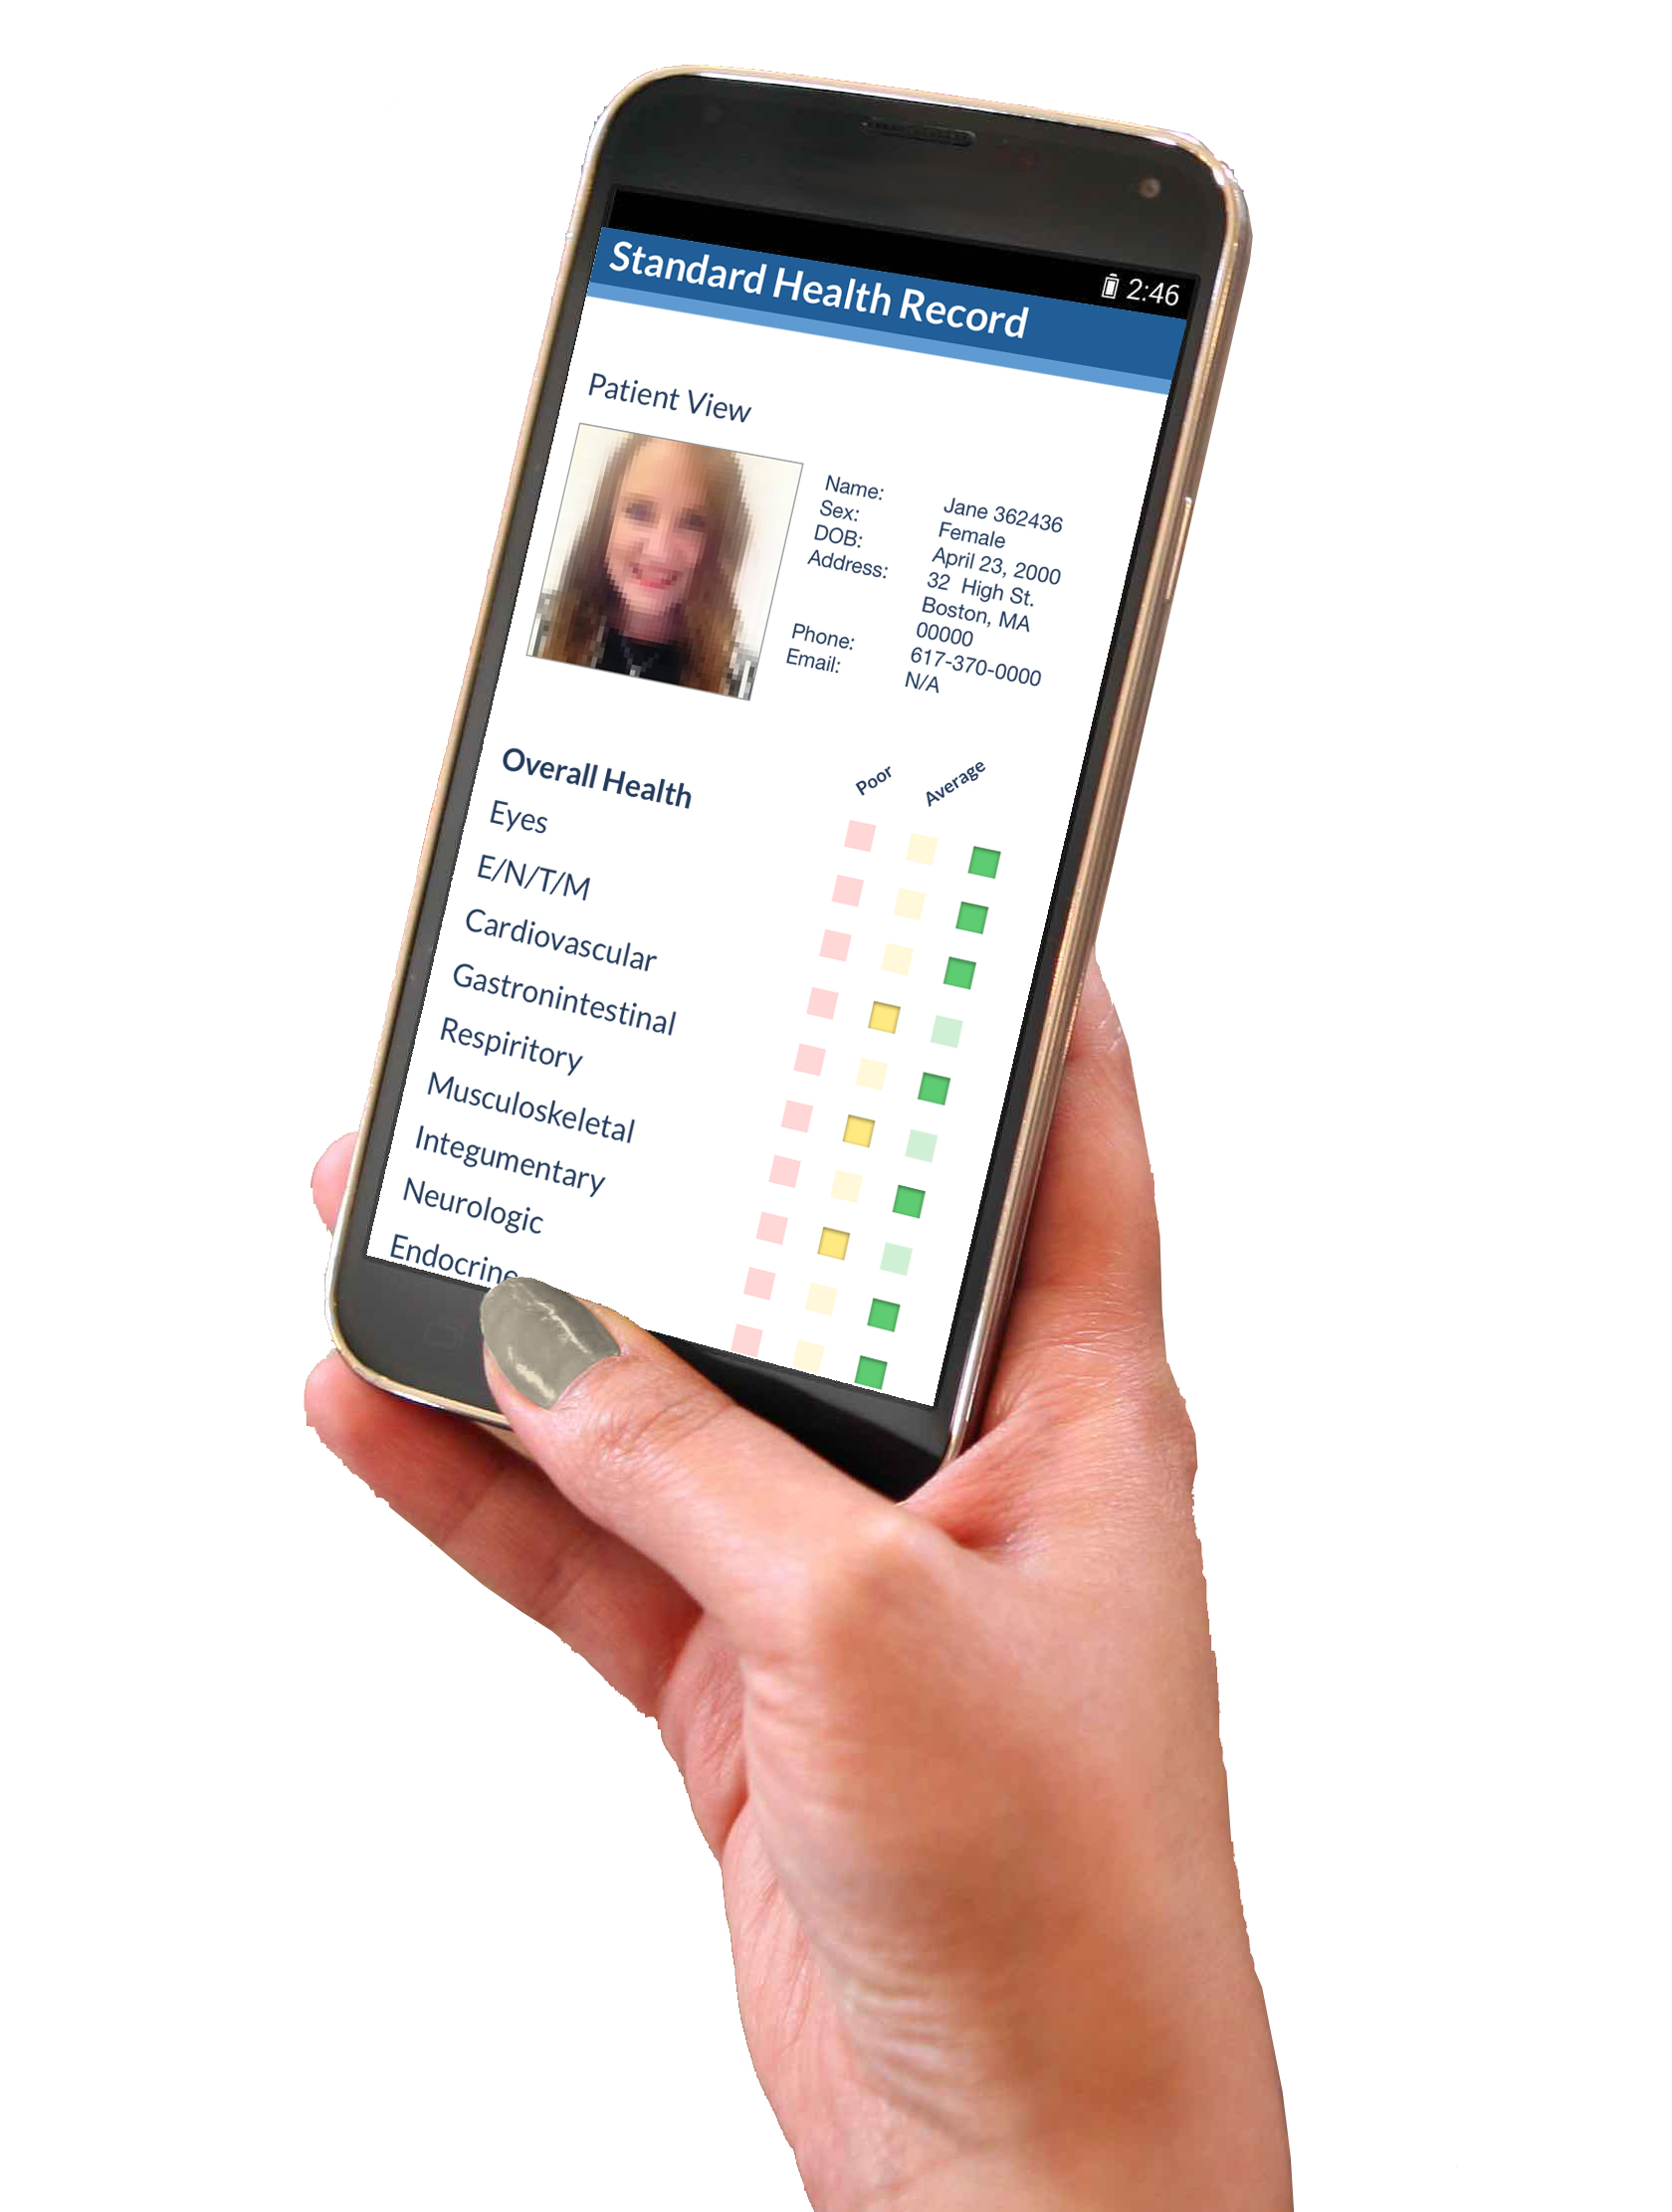 2:46
Standard Health Record
Patient View
Name: Jane 362436
Sex: Female
DOB: April 23, 2000
Address: 32 High St.
Boston, MA
00000
Phone: 617-370-0000
Email: N/A
Poor Average
Overall Health
Eyes
E/N/T/M
Cardiovascular
Gastronintestinal
Respiritory
Musculoskeletal
Integumentary
Neurologic
Endocrine